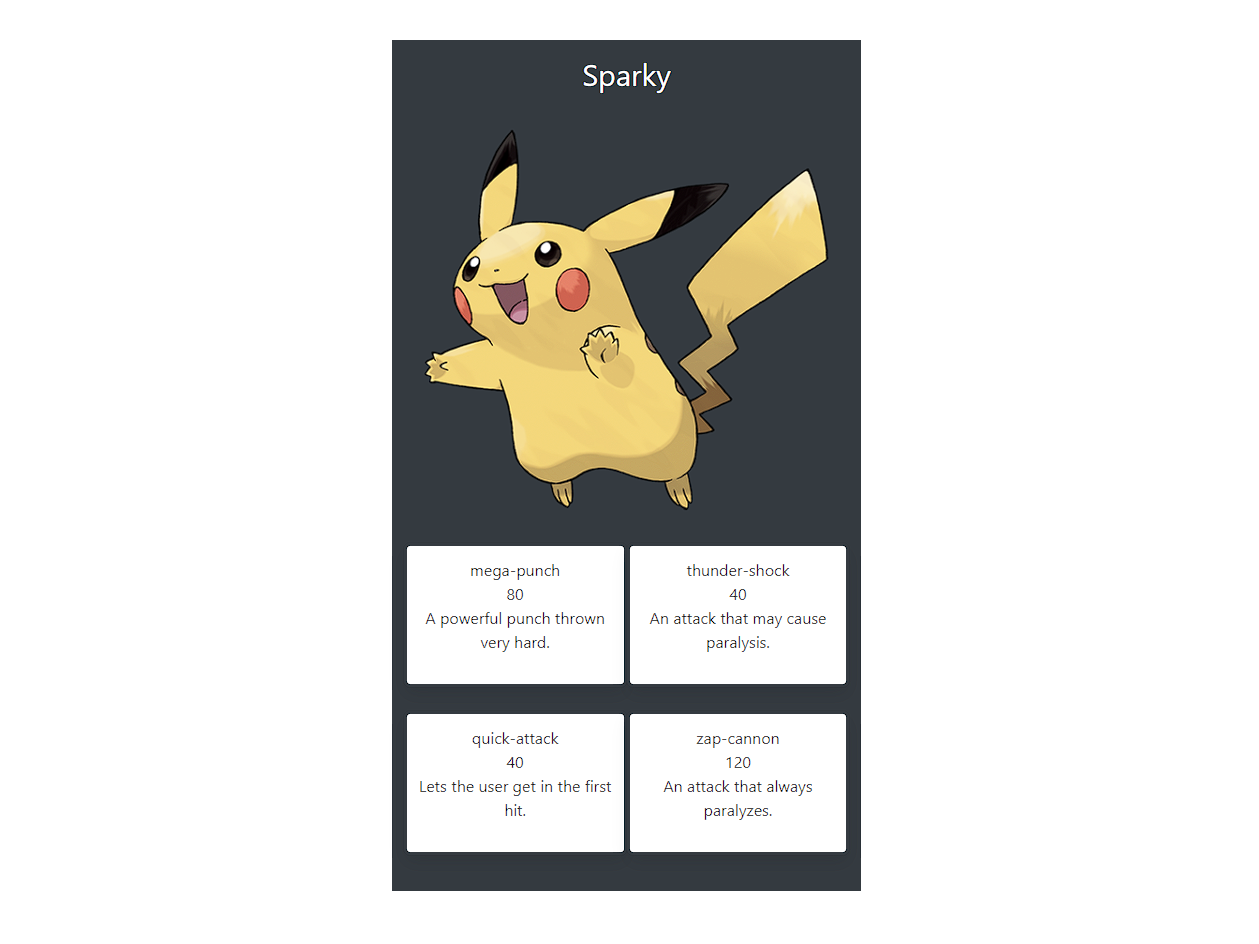 Sparky
mega-punch
80
A powerful punch thrown
very hard.
thunder-shock
40
An attack that may cause
paralysis.
quick-attack
40
Lets the user get in the first
hit.
zap-cannon
120
An attack that always
paralyzes.